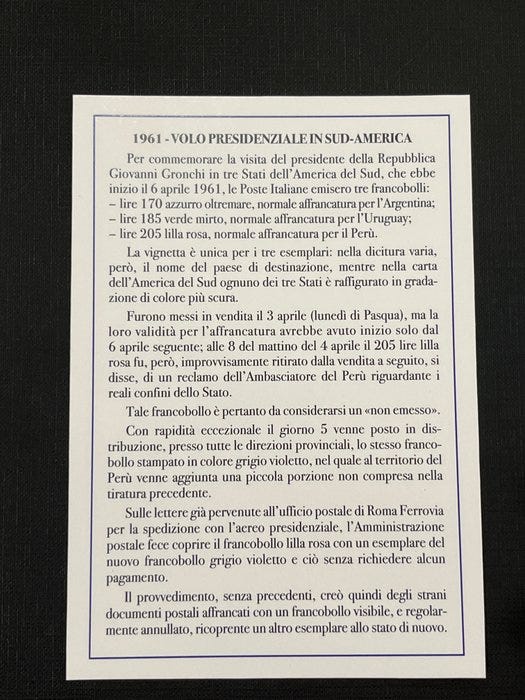 1961 - VOLO PRESIDENZIALE IN SUD-AMERICA
Per commemorare la visita del presidente della Repubblica
Giovanni Gronchi in tre Stati dell'America del Sud, che ebbe
inizio il 6 aprile 1961, le Poste Italiane emisero tre francobolli:
– lire 170 azzurro oltremare, normale affrancatura per l'Argentina;
– lire 185 verde mirto, normale affrancatura per l'Uruguay;
– lire 205 lilla rosa, normale affrancatura per il Perù.
La vignetta è unica per i tre esemplari: nella dicitura varia,
però, il nome del paese di destinazione, mentre nella carta
dell'America del Sud ognuno dei tre Stati è raffigurato in grada-
zione di colore più scura.
Furono messi in vendita il 3 aprile (lunedì di Pasqua), ma la
loro validità per l'affrancatura avrebbe avuto inizio solo dal
6 aprile seguente; alle 8 del mattino del 4 aprile il 205 lire lilla
rosa fu, però, improvvisamente ritirato dalla vendita a seguito, si
disse, di un reclamo dell'Ambasciatore del Perù riguardante i
reali confini dello Stato.
Tale francobollo è pertanto da considerarsi un «non emesso».
Con rapidità eccezionale il giorno 5 venne posto in dis-
tribuzione, presso tutte le direzioni provinciali, lo stesso franco-
bollo stampato in colore grigio violetto, nel quale al territorio del
Perù venne aggiunta una piccola porzione non compresa nella
tiratura precedente.
Sulle lettere già pervenute all'ufficio postale di Roma Ferrovia
per la spedizione con l'aereo presidenziale, l'Amministrazione
postale fece coprire il francobollo lilla rosa con un esemplare del
nuovo francobollo grigio violetto e ciò senza richiedere alcun
pagamento.
Il provvedimento, senza precedenti, creò quindi degli strani
documenti postali affrancati con un francobollo visibile, e regolar-
mente annullato, ricoprente un altro esemplare allo stato di nuovo.